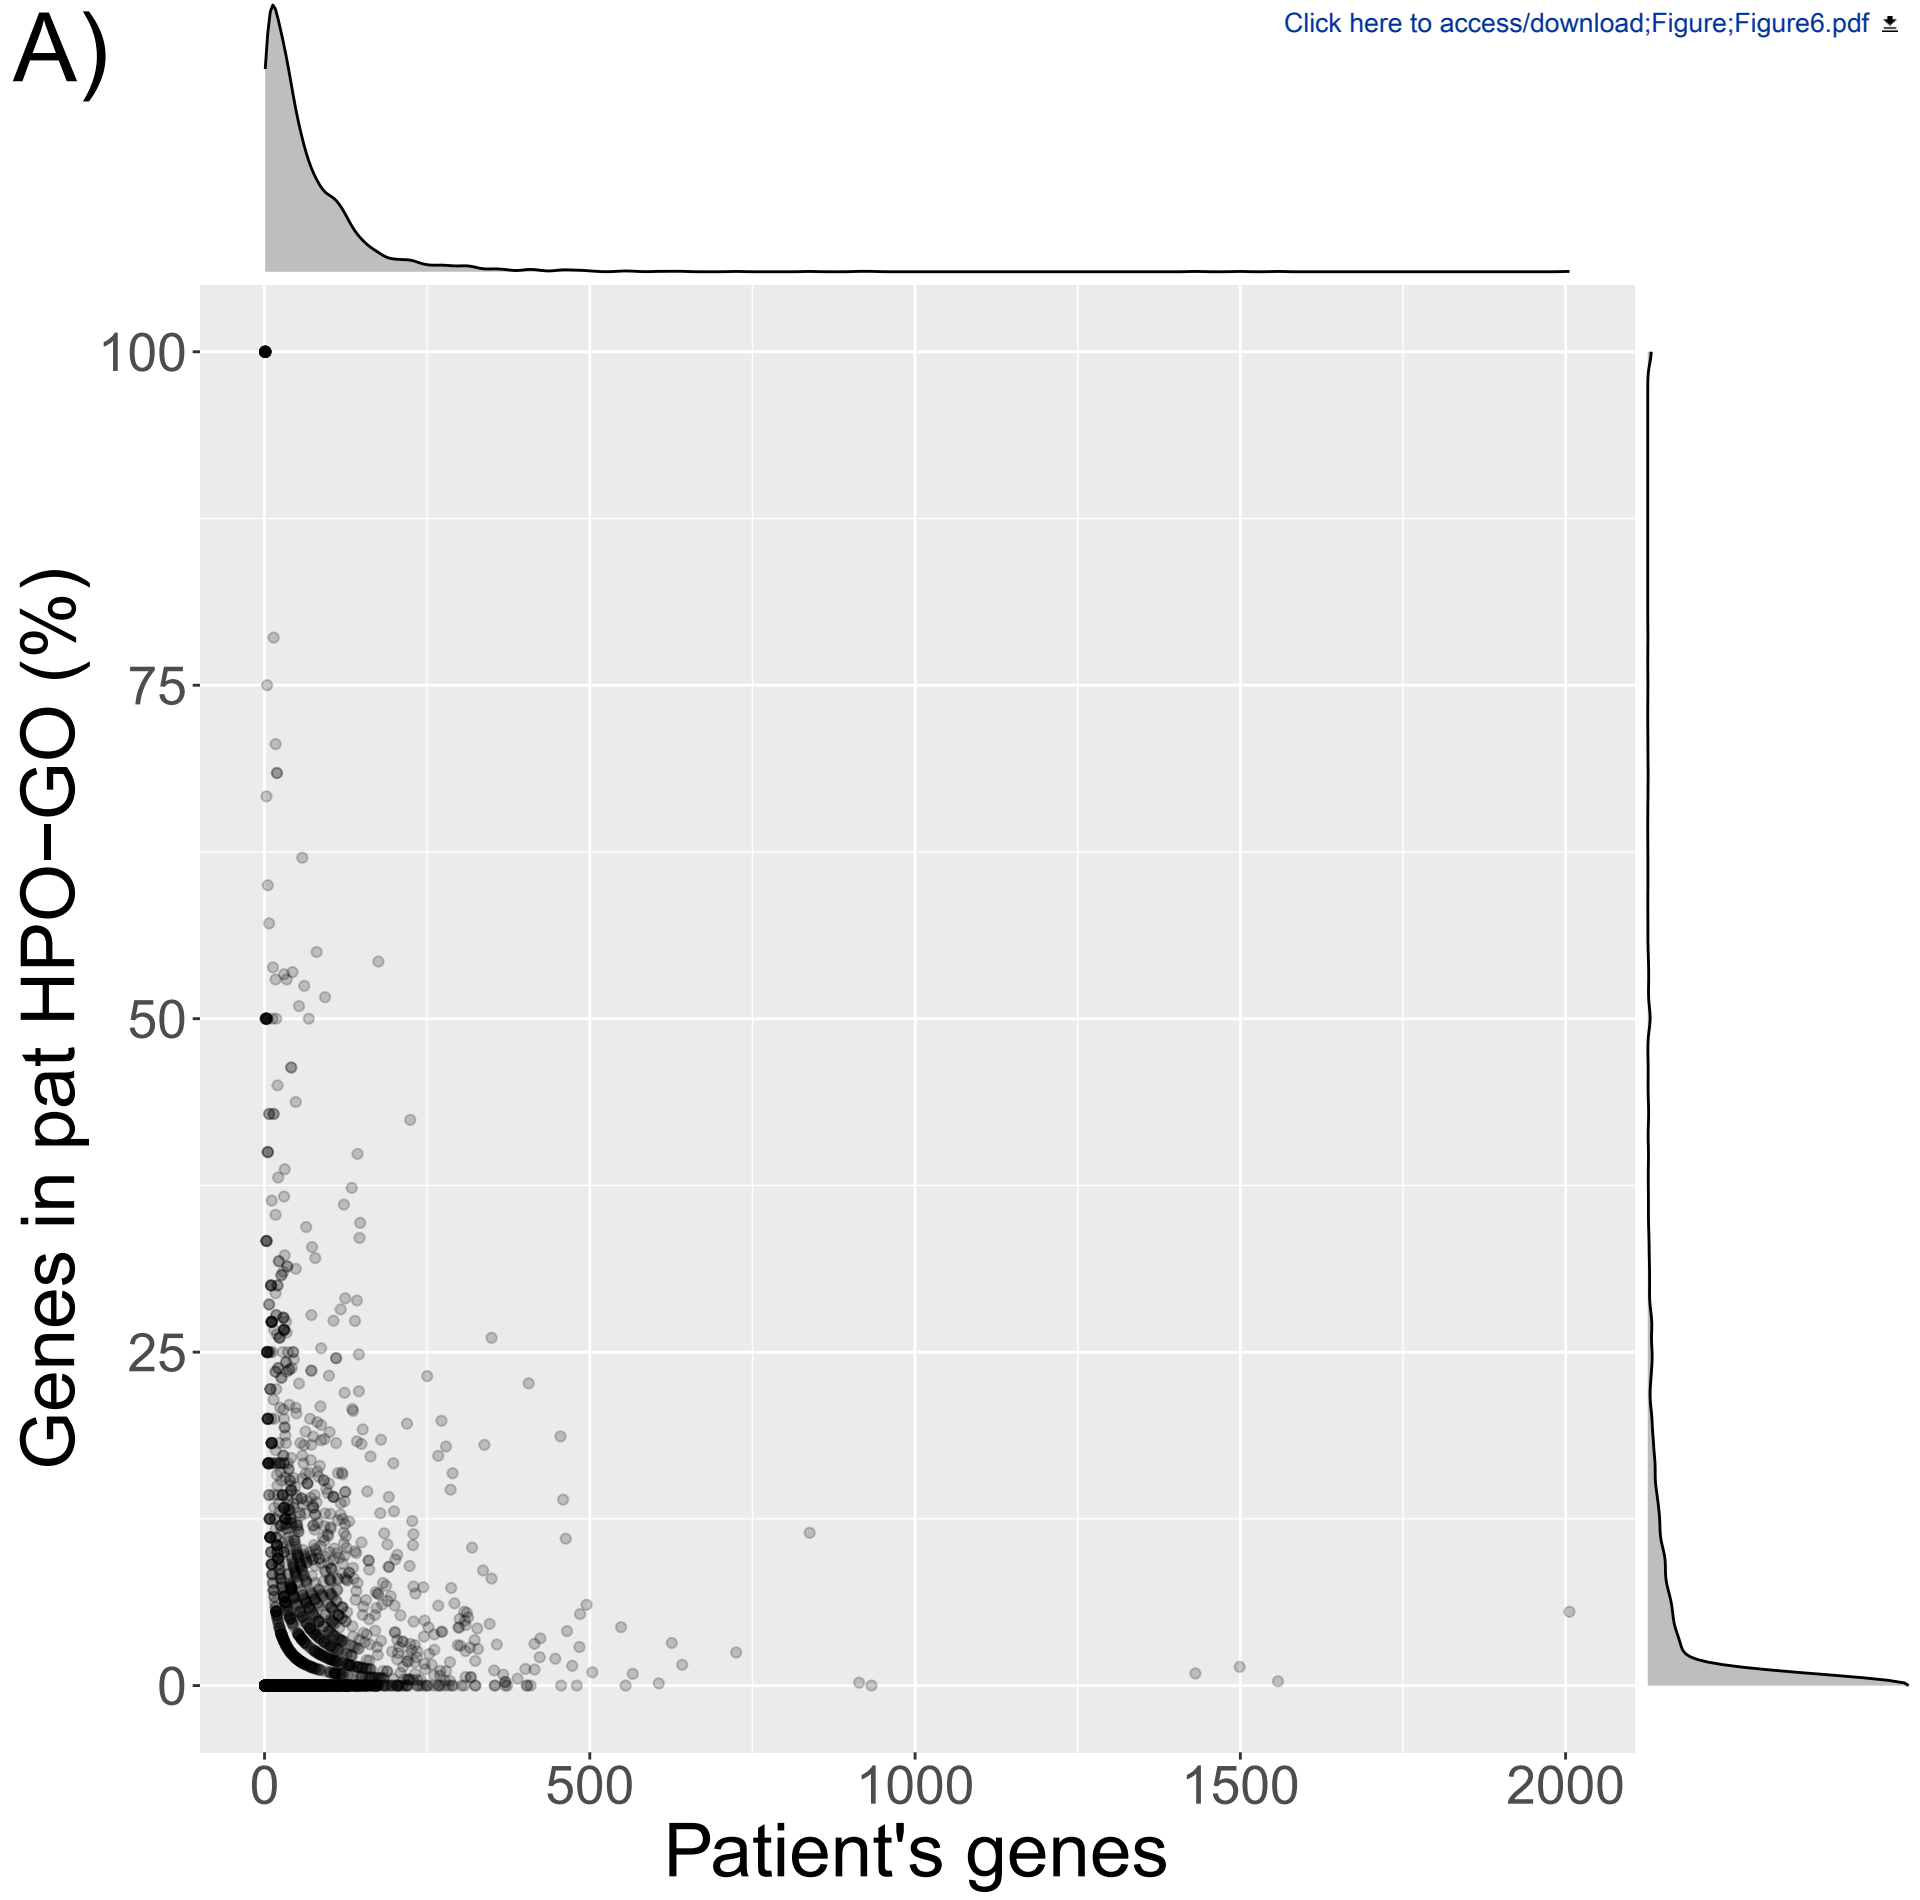 A)
Click here to access/download;Figure;Figure6.pdf
100
75
50
25
0
Genes in pat HPO−GO (%)
0 500 1000 1500 2000
Patient's genes